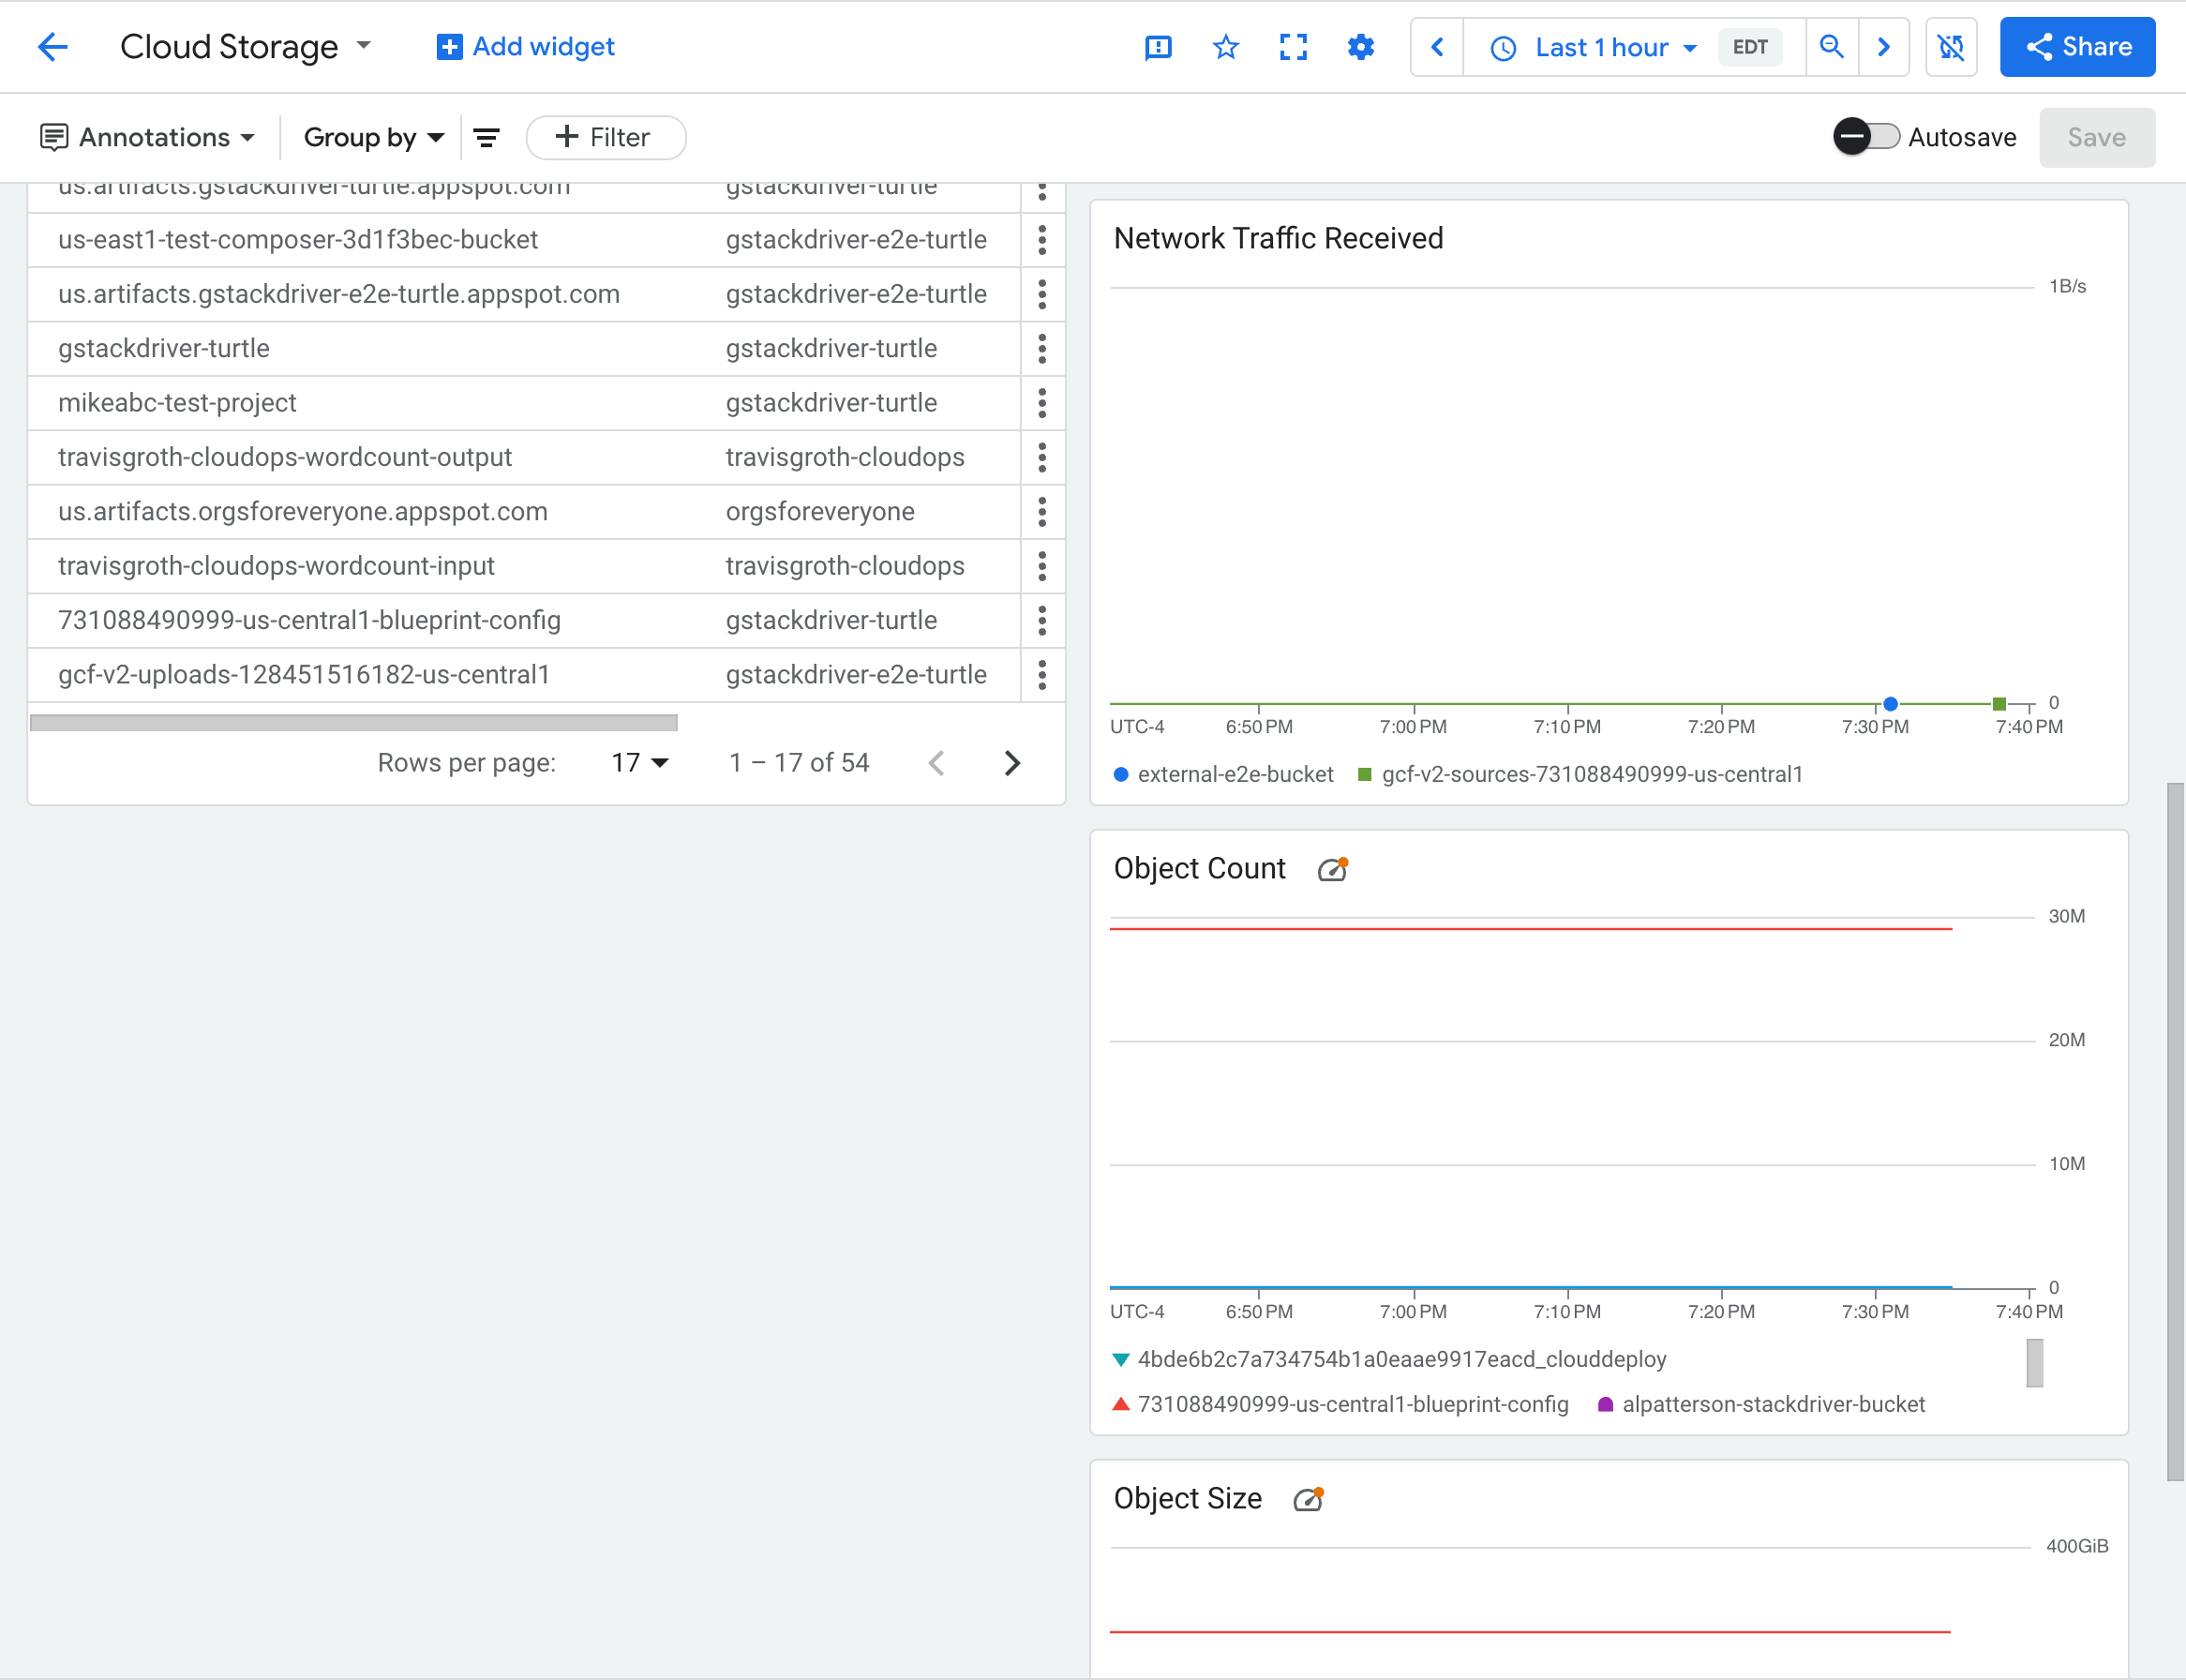 Cloud Storage Add widget Last 1 hour EDT Share
Annotations Group by Filter Autosave Save
us.artifacts.gstackdriver-turtle.appspot.com gstackdriver-turtle
us-east1-test-composer-3d1f3bec-bucket gstackdriver-e2e-turtle
us.artifacts.gstackdriver-e2e-turtle.appspot.com gstackdriver-e2e-turtle
gstackdriver-turtle gstackdriver-turtle
mikeabc-test-project gstackdriver-turtle
travisgroth-cloudops-wordcount-output travisgroth-cloudops
us.artifacts.orgsforeveryone.appspot.com orgsforeveryone
travisgroth-cloudops-wordcount-input travisgroth-cloudops
731088490999-us-central1-blueprint-config gstackdriver-turtle
gcf-v2-uploads-128451516182-us-central1 gstackdriver-e2e-turtle
Rows per page: 17 1 – 17 of 54
Network Traffic Received
1B/s
0
UTC-4 6:50 PM 7:00 PM 7:10 PM 7:20 PM 7:30 PM 7:40 PM
external-e2e-bucket gcf-v2-sources-731088490999-us-central1
Object Count
30M
20M
10M
0
UTC-4 6:50 PM 7:00 PM 7:10 PM 7:20 PM 7:30 PM 7:40 PM
4bde6b2c7a734754b1a0eaae9917eacd_clouddeploy
731088490999-us-central1-blueprint-config alpatterson-stackdriver-bucket
Object Size
400GiB